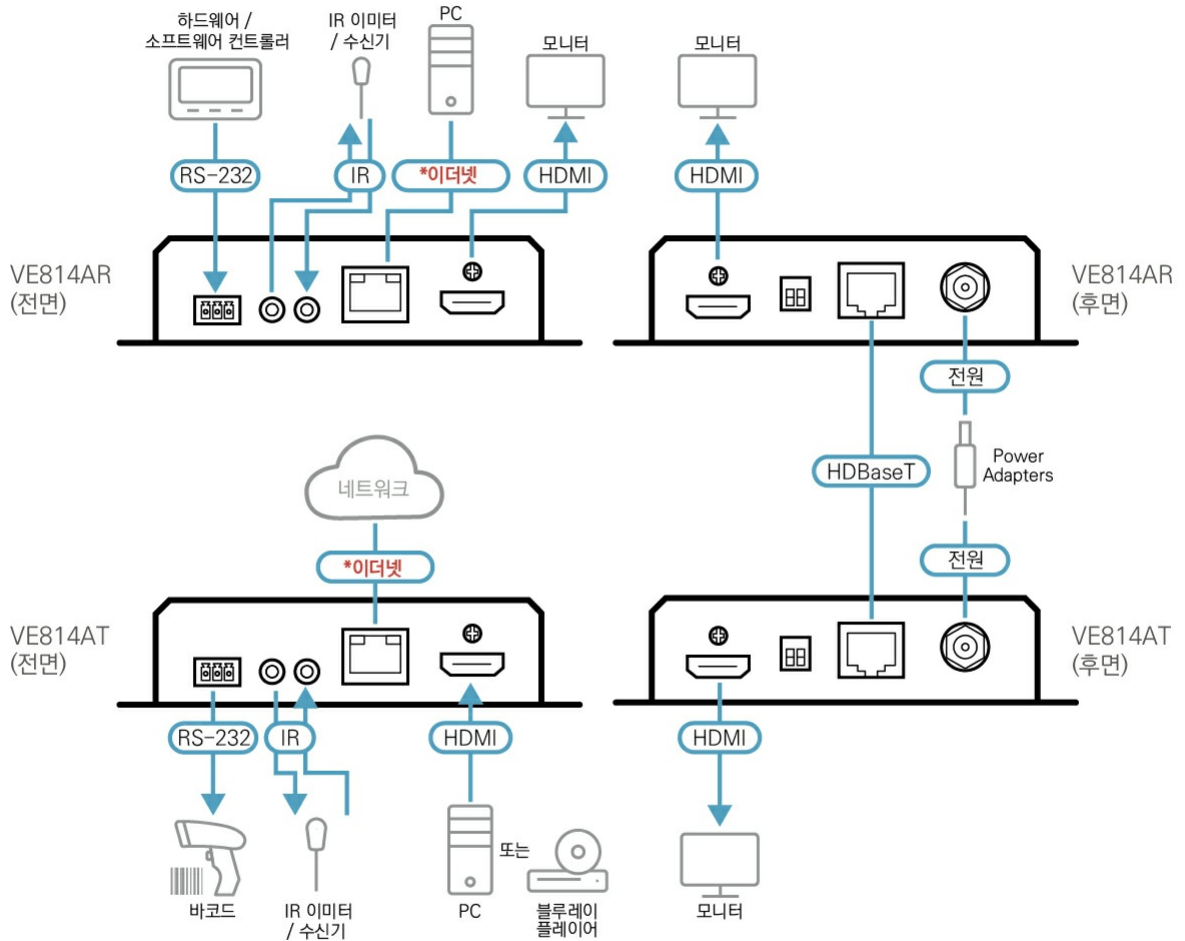 하드웨어 /
소프트웨어 컨트롤러
IR 이미터
/ 수신기
PC
모니터
모니터
RS-232
IR
*이더넷
HDMI
HDMI
VE814AR
(전면)
VE814AR
(후면)
전원
HDBaseT
Power
Adapters
네트워크
*이더넷
전원
VE814AT
(전면)
VE814AT
(후면)
RS-232
IR
HDMI
HDMI
또는
바코드
IR 이미터
/ 수신기
PC
블루레이
플레이어
모니터